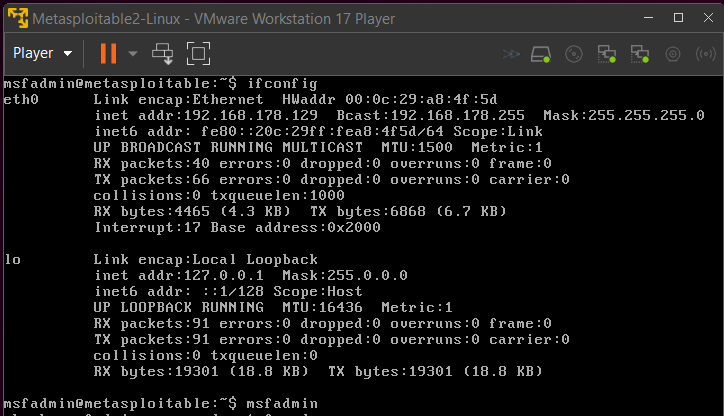 Metasploitable2-Linux - VMware Workstation 17 Player
Player
msfadmin@metasploitable:~$ ifconfig
eth0 Link encap:Ethernet HWaddr 00:0c:29:a8:4f:5d
inet addr:192.168.178.129 Bcast:192.168.178.255 Mask:255.255.255.0
inet6 addr: fe80::20c:29ff:fea8:4f5d/64 Scope:Link
UP BROADCAST RUNNING MULTICAST MTU:1500 Metric:1
RX packets:40 errors:0 dropped:0 overruns:0 frame:0
TX packets:66 errors:0 dropped:0 overruns:0 carrier:0
collisions:0 txqueuelen:1000
RX bytes:4465 (4.3 KB) TX bytes:6868 (6.7 KB)
Interrupt:17 Base address:0x2000
lo Link encap:Local Loopback
inet addr:127.0.0.1 Mask:255.0.0.0
inet6 addr: ::1/128 Scope:Host
UP LOOPBACK RUNNING MTU:16436 Metric:1
RX packets:91 errors:0 dropped:0 overruns:0 frame:0
TX packets:91 errors:0 dropped:0 overruns:0 carrier:0
collisions:0 txqueuelen:0
RX bytes:19301 (18.8 KB) TX bytes:19301 (18.8 KB)
msfadmin@metasploitable:~$ msfadmin